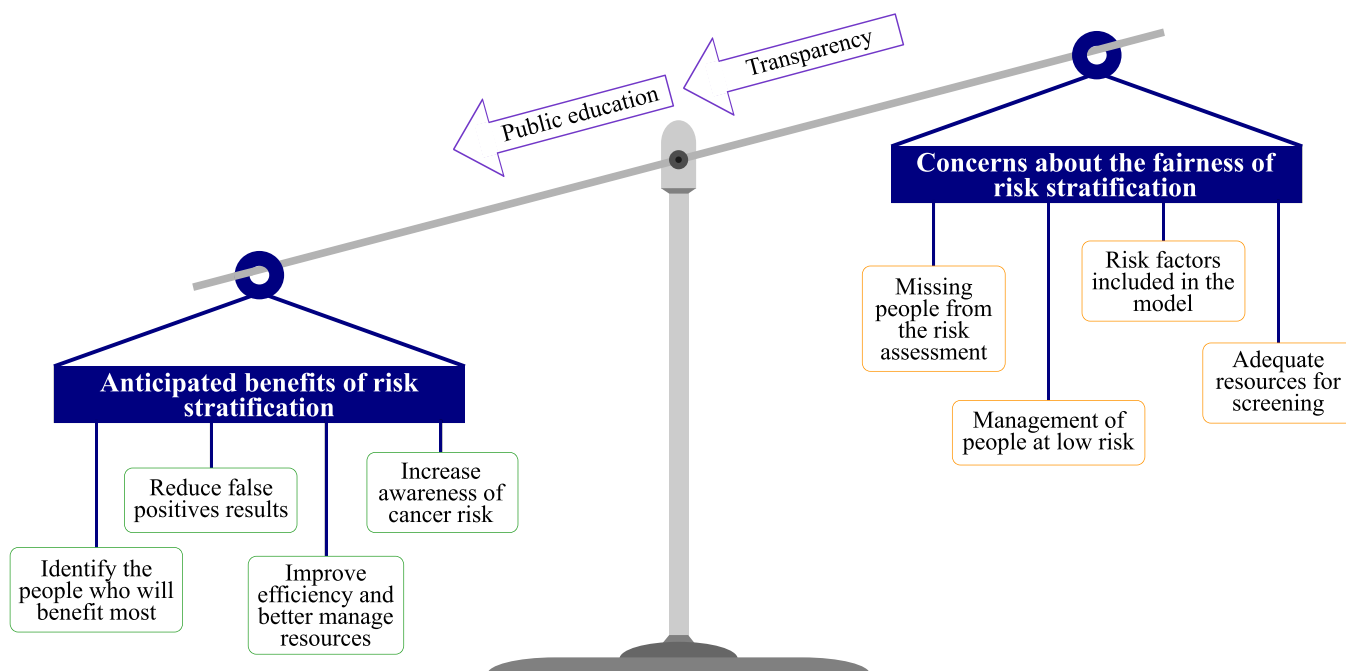 Transparency
Public education
Concerns about the fairness of
risk stratification
Missing
people from
the risk
assessment
Management of
people at low risk
Risk factors
included in the
model
Adequate
resources for
screening
Anticipated benefits of risk
stratification
Identify the
people who will
benefit most
Reduce false
positives results
Improve
efficiency and
better manage
resources
Increase
awareness of
cancer risk